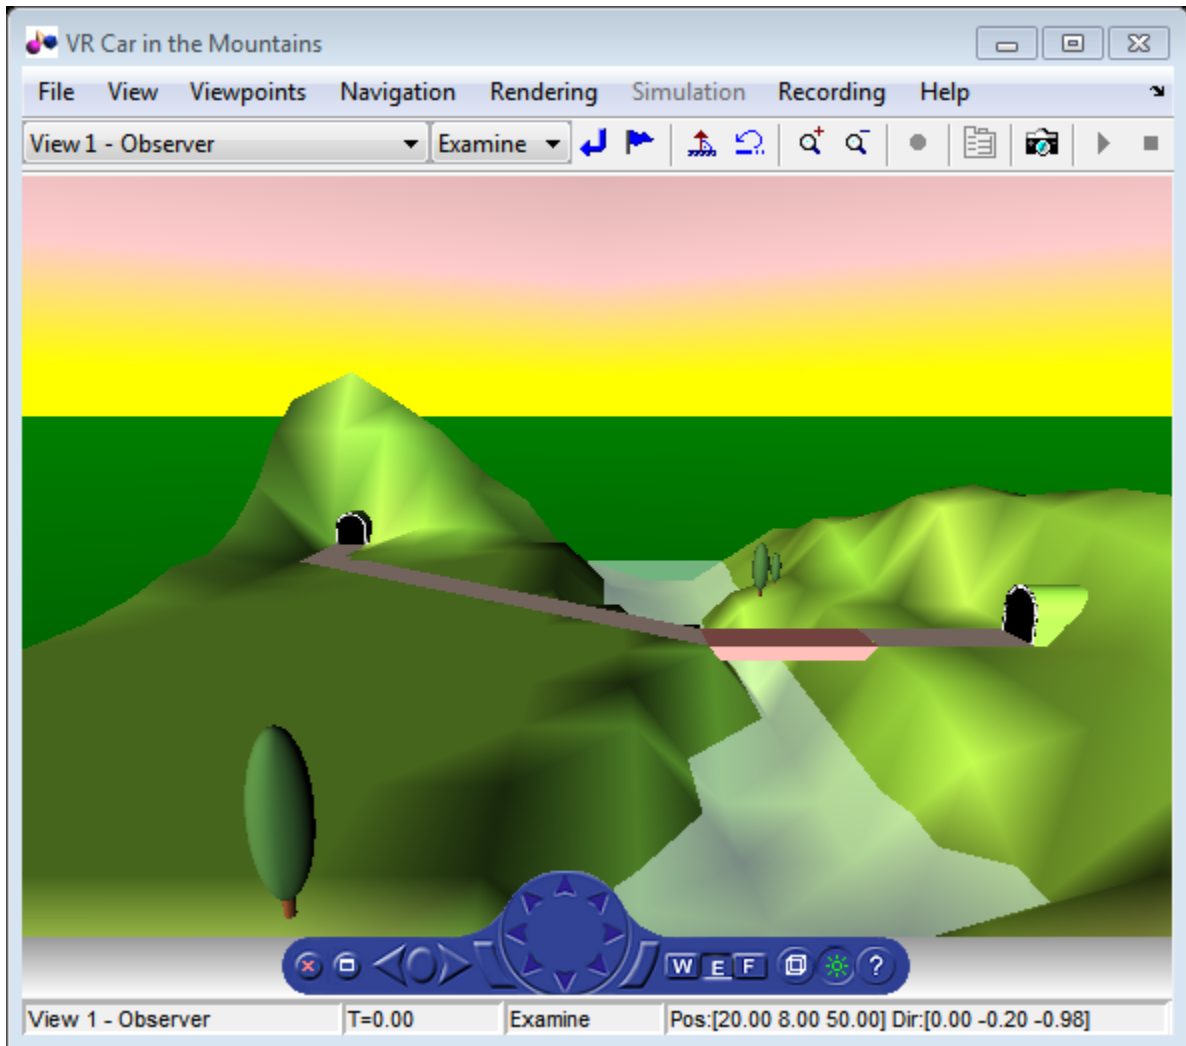 VR Car in the Mountains
File View Viewpoints Navigation Rendering Simulation Recording Help
View 1 - Observer Examine
W E F ?
View 1 - Observer T=0.00 Examine Pos:[20.00 8.00 50.00] Dir:[0.00 -0.20 -0.98]